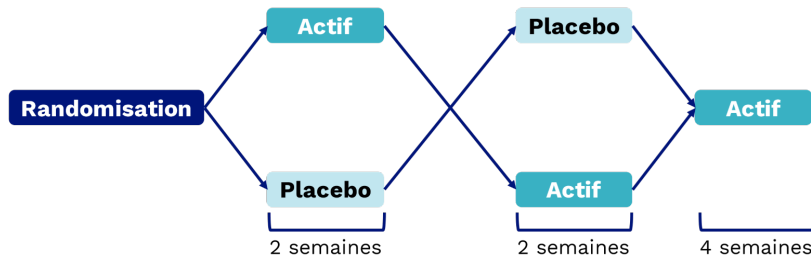 Actif
Placebo
Randomisation
Actif
Placebo
Actif
2 semaines
2 semaines
4 semaines